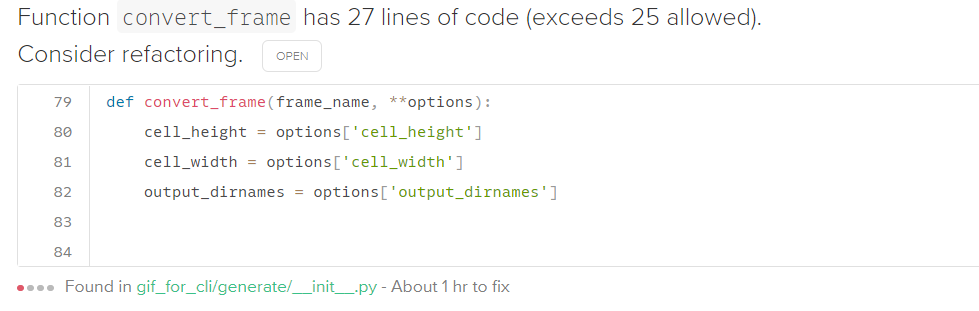 Function convert_frame has 27 lines of code (exceeds 25 allowed).
Consider refactoring. OPEN
79 def convert_frame(frame_name, **options):
80 cell_height = options['cell_height']
81 cell_width = options['cell_width']
82 output_dirnames = options['output_dirnames']
83
84
Found in gif_for_cli/generate/__init__.py - About 1 hr to fix